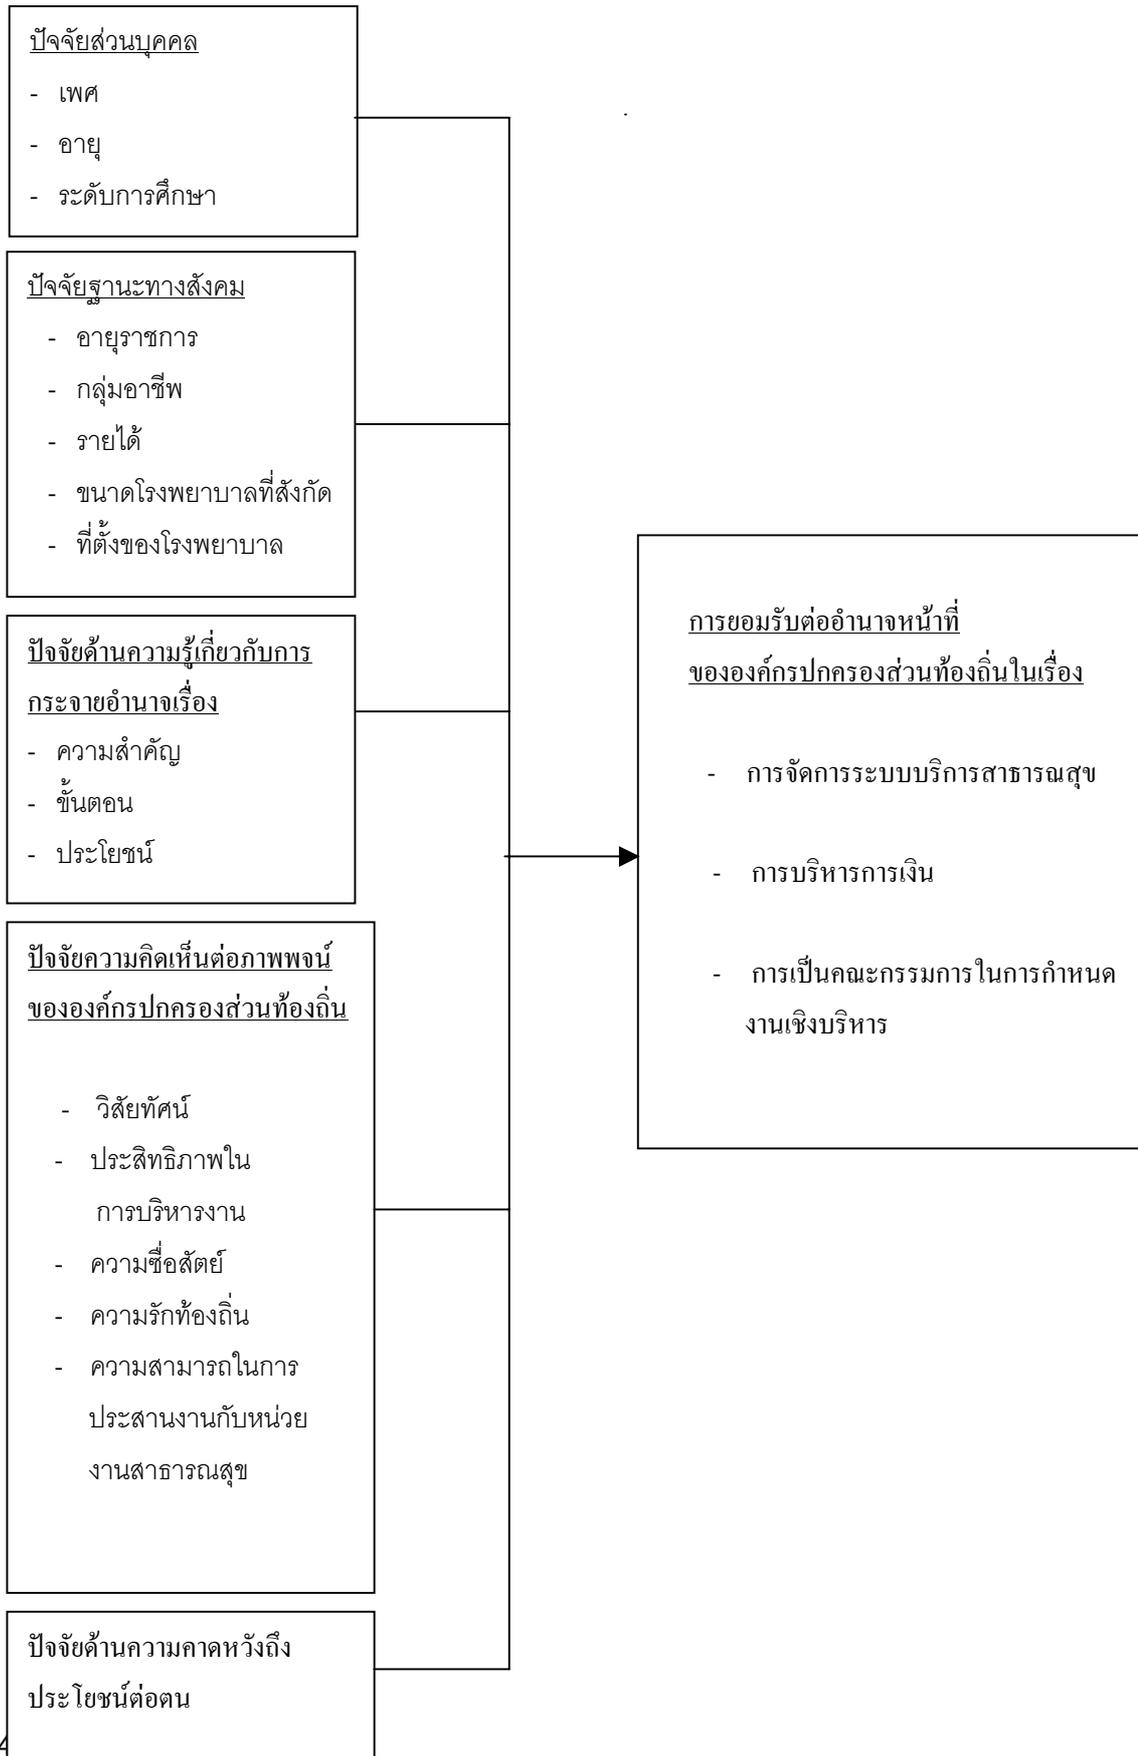 ปัจจัยส่วนบุคคล
- เพศ
- อายุ
- ระดับการศึกษา
ปัจจัยฐานะทางสังคม
- อายุราชการ
- กลุ่มอาชีพ
- รายได้
- ขนาดโรงพยาบาลที่สังกัด
- ที่ตั้งของโรงพยาบาล
ปัจจัยด้านความรู้เกี่ยวกับการ
กระจายอำนาจเรื่อง
- ความสำคัญ
- ขั้นตอน
- ประโยชน์
ปัจจัยความคิดเห็นต่อภาพพจน์
ขององค์กรปกครองส่วนท้องถิ่น
- วิสัยทัศน์
- ประสิทธิภาพใน
การบริหารงาน
- ความซื่อสัตย์
- ความรักท้องถิ่น
- ความสามารถในการ
ประสานงานกับหน่วย
งานสาธารณสุข
ปัจจัยด้านความคาดหวังถึง
ประโยชน์ต่อตน
4
การยอมรับต่ออำนาจหน้าที่
ขององค์กรปกครองส่วนท้องถิ่นในเรื่อง
- การจัดการระบบบริการสาธารณสุข
- การบริหารการเงิน
- การเป็นคณะกรรมการในการกำหนด
งานเชิงบริหาร